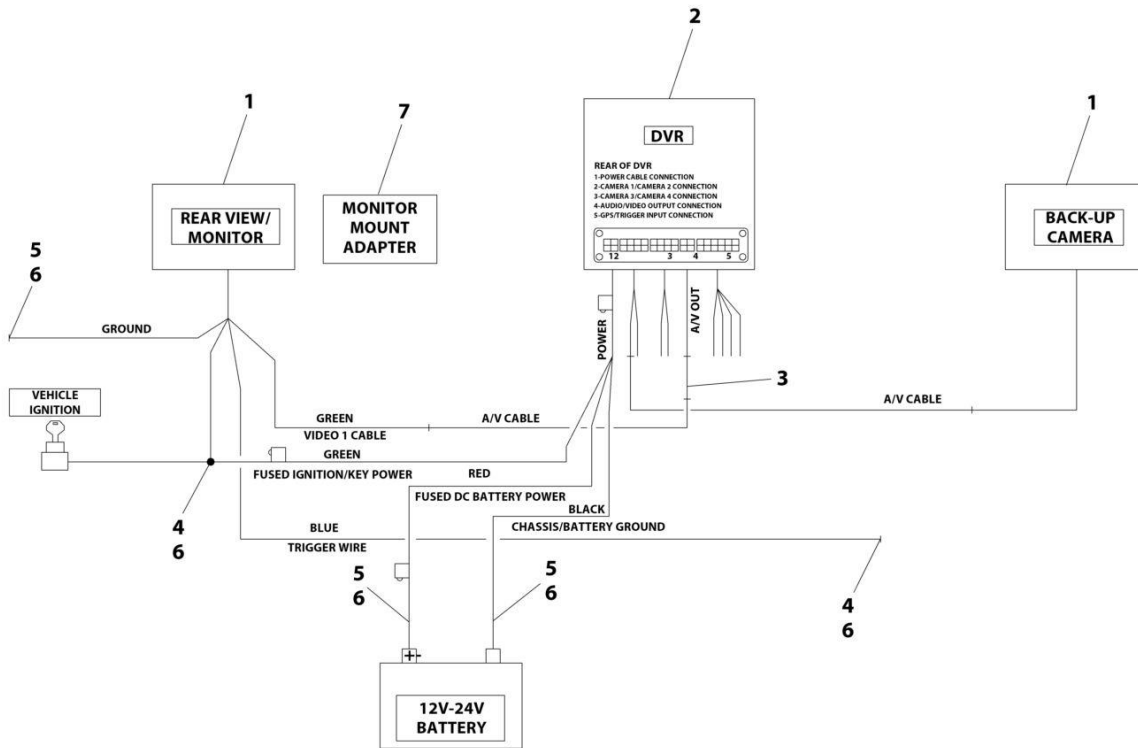 2
1
7
1
DVR
REAR OF DVR
1-POWER CABLE CONNECTION
2-CAMERA 1/CAMERA 2 CONNECTION
3-CAMERA 3/CAMERA 4 CONNECTION
4-AUDIO/VIDEO OUTPUT CONNECTION
5-GPS/TRIGGER INPUT CONNECTION
12 3 4 5
REAR VIEW/
MONITOR
MONITOR
MOUNT
ADAPTER
BACK-UP
CAMERA
5
6
GROUND
POWER
A/V OUT
3
VEHICLE
IGNITION
GREEN
A/V CABLE
A/V CABLE
VIDEO 1 CABLE
GREEN
FUSED IGNITION/KEY POWER
RED
FUSED DC BATTERY POWER
BLACK
CHASSIS/BATTERY GROUND
4
6
BLUE
TRIGGER WIRE
5
6
5
6
4
6
+-
12V-24V
BATTERY